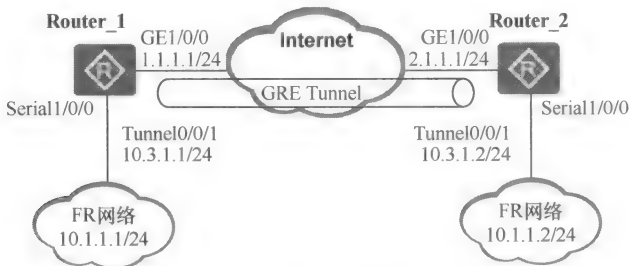 Router_1
Router_2
Internet
GE1/0/0
1.1.1.1/24
GE1/0/0
2.1.1.1/24
R
R
GRE Tunnel
Serial1/0/0
Serial1/0/0
Tunnel0/0/1
10.3.1.1/24
Tunnel0/0/1
10.3.1.2/24
FR网络
10.1.1.1/24
FR网络
10.1.1.2/24